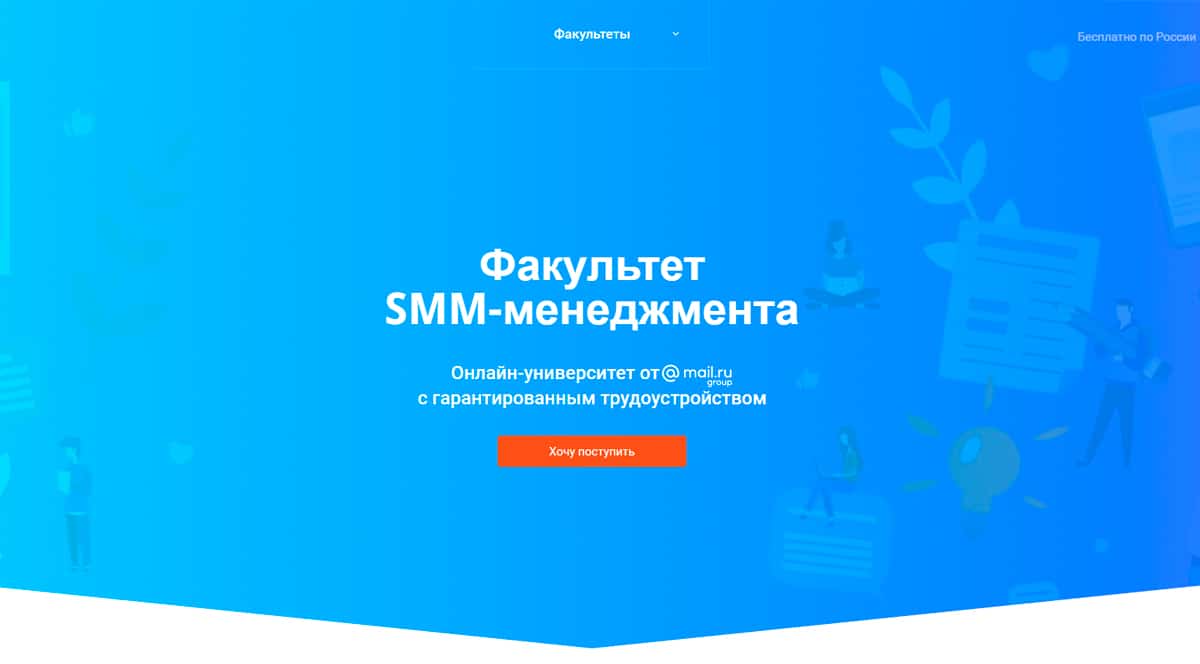 Факультеты
Бесплатно по России
Факультет
SMM-менеджмента
Онлайн-университет от @mail.ru
group
с гарантированным трудоустройством
Хочу поступить